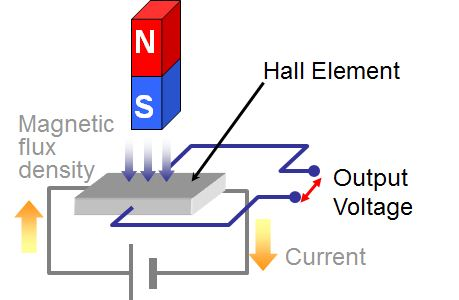 N
S
Hall Element
Magnetic
flux
density
Output
Voltage
Current